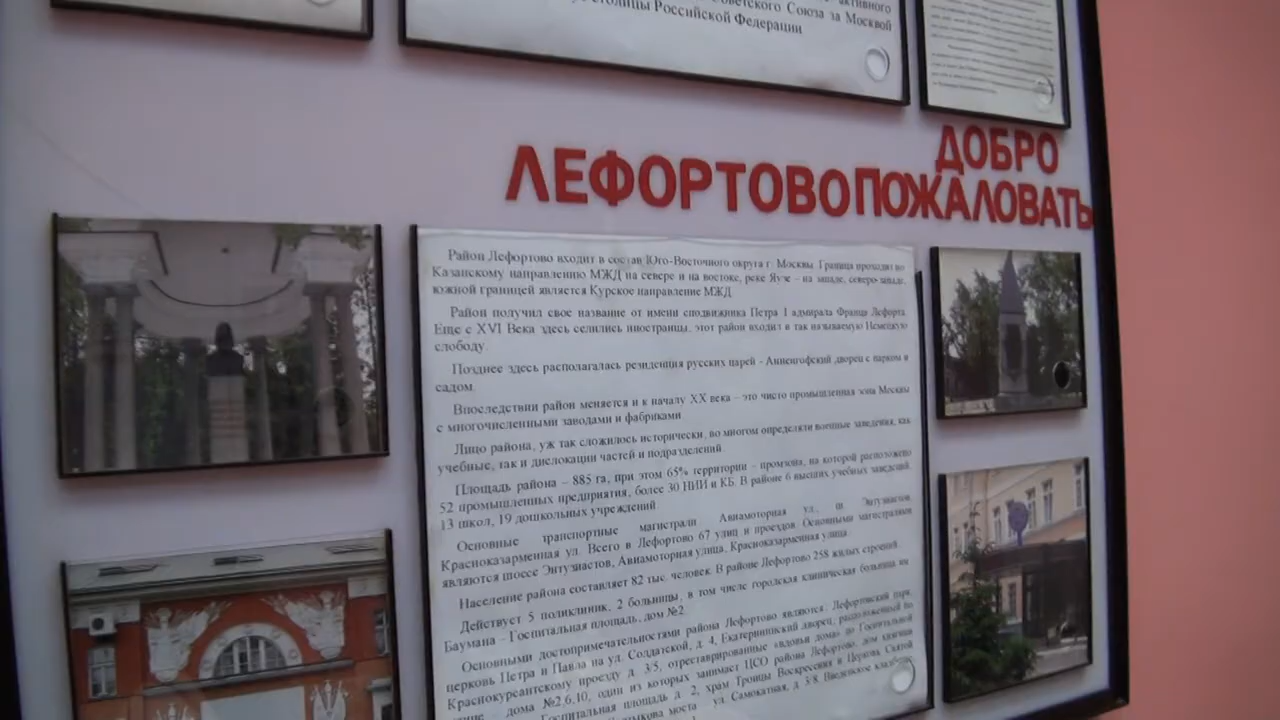 активного
Советского Союза за Москвой
столицы Российской Федерации
ДОБРО
ЛЕФОРТОВО ПОЖАЛОВАТЬ
Район Лефортово входит в состав Юго-Восточного округа г. Москвы. Граница проходит по
Казанскому направлению МЖД на севере и на востоке, реке Яузе – на западе, северо-западе,
южной границей является Курское направление МЖД
Район получил свое название от имени сподвижника Петра I адмирала Франца Лефорта.
Еще с XVI Века здесь селились иностранцы, этот район входил в так называемую Немецкую
слободу.
Позднее здесь располагалась резиденция русских царей - Анненгофский дворец с парком и
садом.
Впоследствии район меняется и к началу XX века – это чисто промышленная зона Москвы
с многочисленными заводами и фабриками.
Лицо района, уж так сложилось исторически, во многом определяли военные заведения, как
учебные, так и дислокации частей и подразделений.
Площадь района – 885 га, при этом 65% территории – промзона, на которой расположено
52 промышленных предприятия, более 30 НИИ и КБ. В районе 6 высших учебных заведений,
13 школ, 19 дошкольных учреждений.
Основные транспортные магистрали Авиамоторная ул., ш. Энтузиастов,
Красноказарменная ул. Всего в Лефортово 67 улиц и проездов. Основными магистралями
являются шоссе Энтузиастов, Авиамоторная улица, Красноказарменная улица.
Население района составляет 82 тыс. человек. В районе Лефортово 258 жилых строений.
Действует 5 поликлиник, 2 больницы, в том числе городская клиническая больница им.
Баумана – Госпитальная площадь, дом №2.
Основными достопримечательностями района Лефортово являются: Лефортовский парк,
церковь Петра и Павла на ул. Солдатской, д. 4, Екатерининский дворец, расположенный по
Краснокурсантскому проезду д. 3/5, отреставрированные «вдовьи дома» по Госпитальной
дома №2,6,10, один из которых занимает ЦСО района Лефортово, дом
Госпитальная площадь д. 2, храм Троицы Воскресения и Церковь Святой
моста – ул. Самокатная, д. 3/8, Введенское